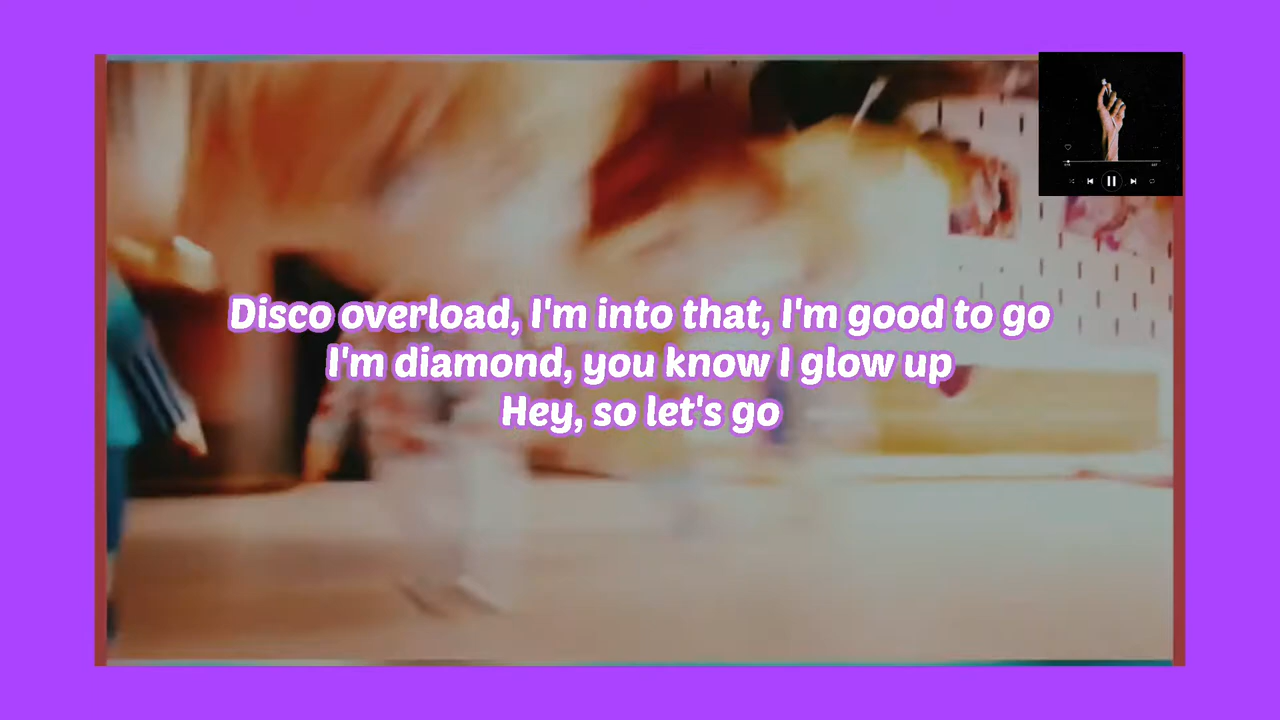 Disco overload, I'm into that, I'm good to go
I'm diamond, you know I glow up
Hey, so let's go